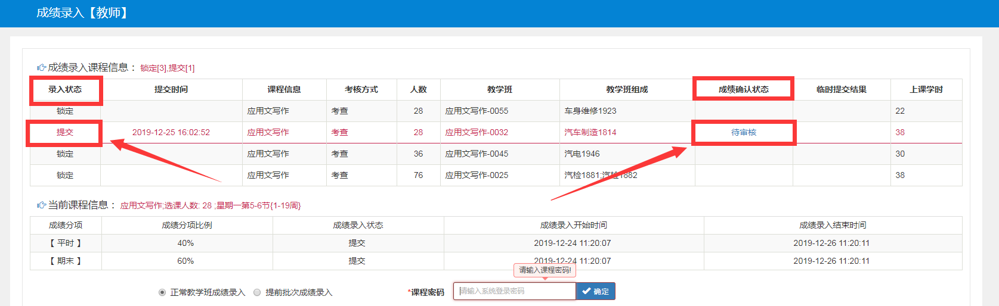 成绩录入【教师】
成绩录入课程信息： 锁定[3],提交[1]
录入状态 提交时间 课程信息 考核方式 人数 教学班 教学班组成 成绩确认状态 临时提交结果 上课学时
锁定 应用文写作 考查 28 应用文写作-0055 车身维修1923 22
提交 2019-12-25 16:02:52 应用文写作 考查 28 应用文写作-0032 汽车制造1814 待审核 38
锁定 应用文写作 考查 36 应用文写作-0045 汽电1946 30
锁定 应用文写作 考查 76 应用文写作-0025 汽检1881;汽检1882 38
当前课程信息： 应用文写作;选课人数: 28 ;星期一第5-6节{1-19周}
成绩分项 成绩分项比例 成绩录入状态 成绩录入开始时间 成绩录入结束时间
【 平时 】 40% 提交 2019-12-24 11:20:07 2019-12-26 11:20:11
【 期末 】 60% 提交 2019-12-24 11:20:07 2019-12-26 11:20:11
请输入课程密码!
正常教学班成绩录入 提前批次成绩录入 *课程密码 请输入系统登录密码 确定